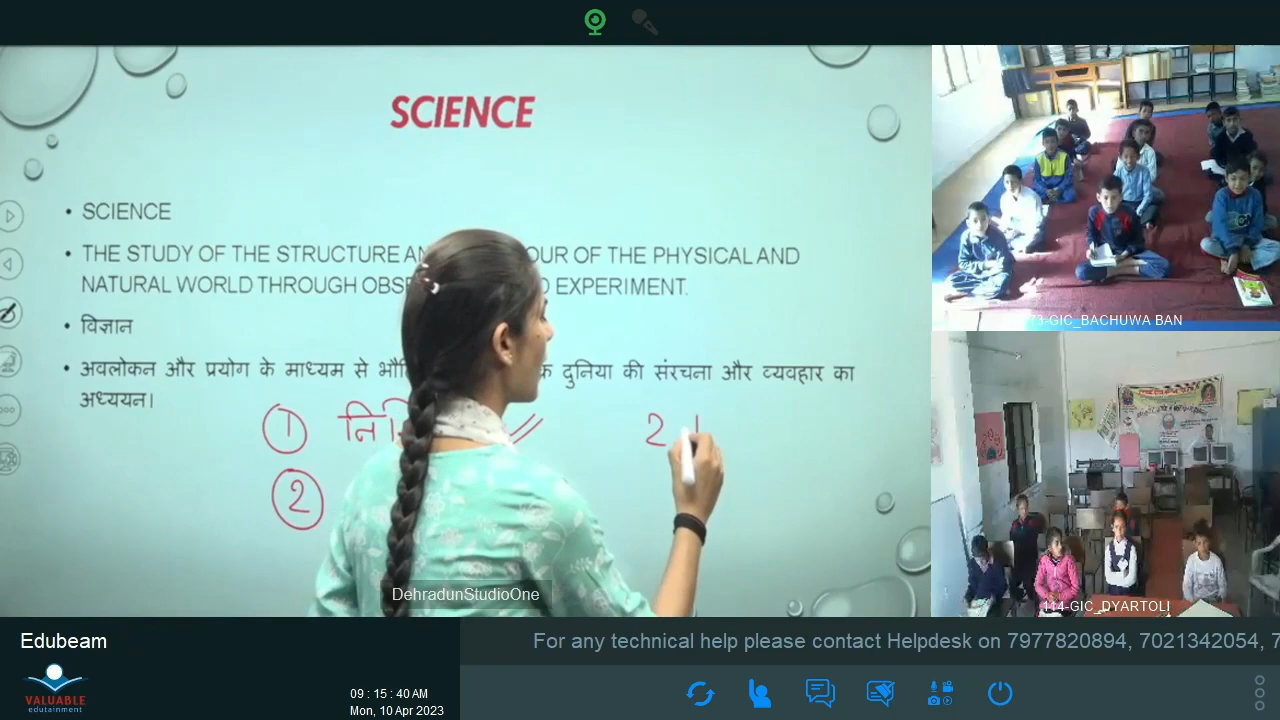 SCIENCE
• SCIENCE
• THE STUDY OF THE STRUCTURE AN OUR OF THE PHYSICAL AND
NATURAL WORLD THROUGH OBS D EXPERIMENT.
• विज्ञान
• अवलोकन और प्रयोग के माध्यम से भौ क दुनिया की संरचना और व्यवहार का
अध्ययन।
1
2
2
DehradunStudioOne
73-GIC_BACHUWA BAN
114-GIC_DYARTOLI
Edubeam
For any technical help please contact Helpdesk on 7977820894, 7021342054, 7
VALUABLE
edutainment
09 : 15 : 40 AM
Mon, 10 Apr 2023